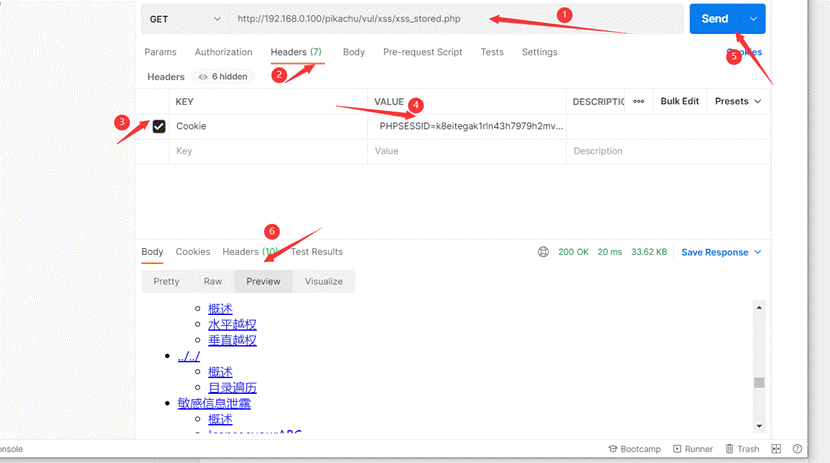 GET http://192.168.0.100/pikachu/vul/xss/xss_stored.php 1 Send
Params Authorization Headers (7) Body Pre-request Script Tests Settings Cookies
2 5
Headers 6 hidden
KEY VALUE DESCRIPTIO ooo Bulk Edit Presets
4
3 Cookie PHPSESSID=k8eitegak1rln43h7979h2mv...
Key Value Description
6
Body Cookies Headers (10) Test Results 200 OK 20 ms 33.62 KB Save Response
Pretty Raw Preview Visualize
概述
水平越权
垂直越权
../../
概述
目录遍历
敏感信息泄露
概述
onsole Bootcamp Runner Trash